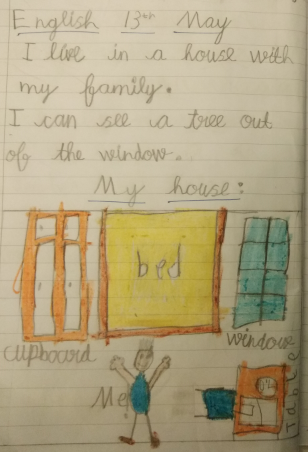 English 13th May
I live in a house with
my family.
I can see a tree out
of the window.
My house:
bed
cupboard
window
Me
Table